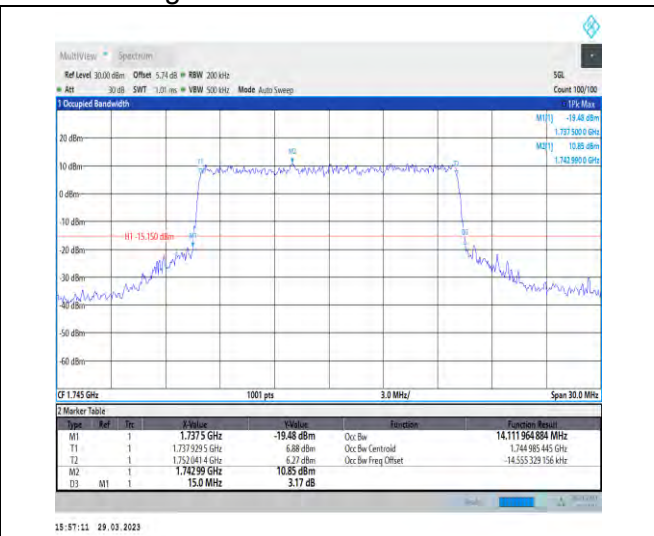 MultiView Spectrum
Ref Level 30.00 dBm Offset 5.74 dB RBW 200 kHz SGL
Att 30 dB SWT 1.01 ms VBW 500 kHz Mode Auto Sweep Count 100/100
1 Occupied Bandwidth 1Pk Max
M1[1] -19.48 dBm
1.737 500 0 GHz
20 dBm M2[1] 10.85 dBm
M2
1.742 990 0 GHz
T1
10 dBm
0 dBm
-10 dBm
H1 -15.150 dBm M1
-20 dBm
-30 dBm
-40 dBm
-50 dBm
-60 dBm
CF 1.745 GHz 1001 pts 3.0 MHz/ Span 30.0 MHz
2 Marker Table
Type Ref Trc X-Value Y-Value Function Function Result
M1 1 1.7375 GHz -19.48 dBm Occ Bw 14.111 964 884 MHz
T1 1 1.737 929 5 GHz 6.88 dBm Occ Bw Centroid 1.744 985 445 GHz
T2 1 1.752 041 4 GHz 6.27 dBm Occ Bw Freq Offset -14.555 329 156 kHz
M2 1 1.742 99 GHz 10.85 dBm
D3 M1 1 15.0 MHz 3.17 dB
15:57:11 29.03.2023